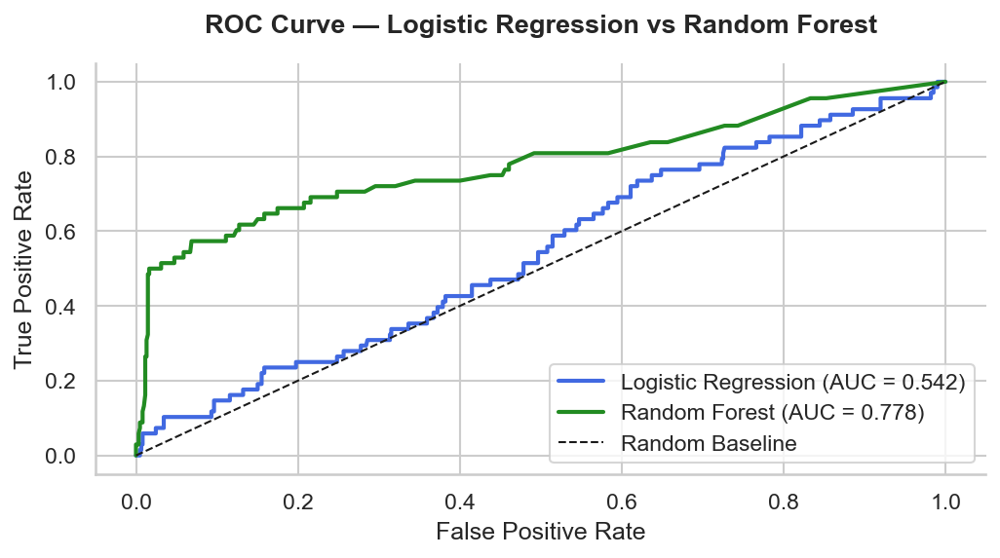 ROC Curve — Logistic Regression vs Random Forest
True Positive Rate
1.0
0.8
0.6
0.4
0.2
0.0
Logistic Regression (AUC = 0.542)
Random Forest (AUC = 0.778)
Random Baseline
0.0 0.2 0.4 0.6 0.8 1.0
False Positive Rate